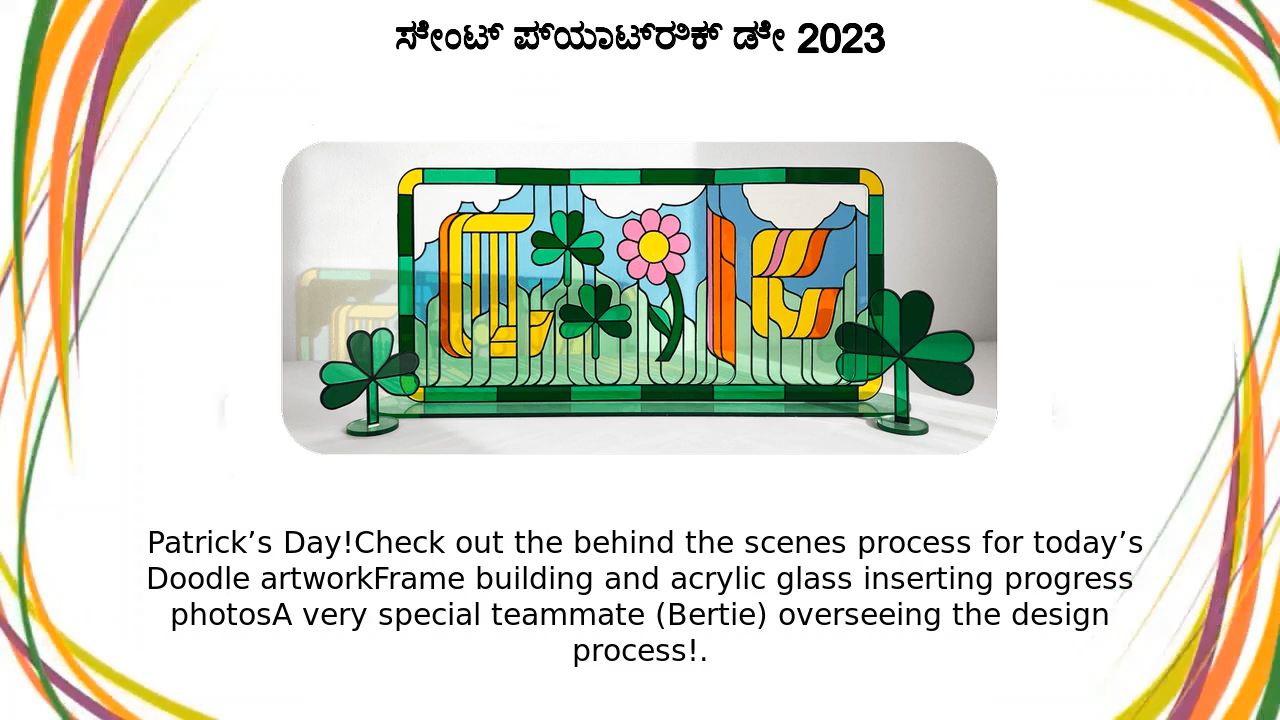 ಸೇಂಟ್ ಪ್ಯಾಟ್ರಿಕ್ ಡೇ 2023
Patrick’s Day!Check out the behind the scenes process for today’s
Doodle artworkFrame building and acrylic glass inserting progress
photosA very special teammate (Bertie) overseeing the design
process!.